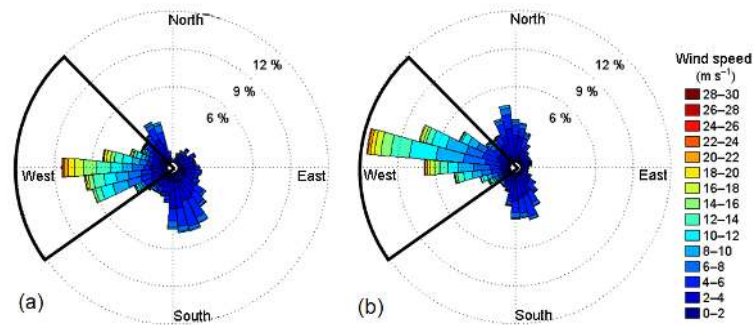 North
12 %
9 %
6 %
West
East
South
(a)
North
12 %
9 %
6 %
West
East
South
(b)
Wind speed
(m s⁻¹)
28–30
26–28
24–26
22–24
20–22
18–20
16–18
14–16
12–14
10–12
8–10
6–8
4–6
2–4
0–2